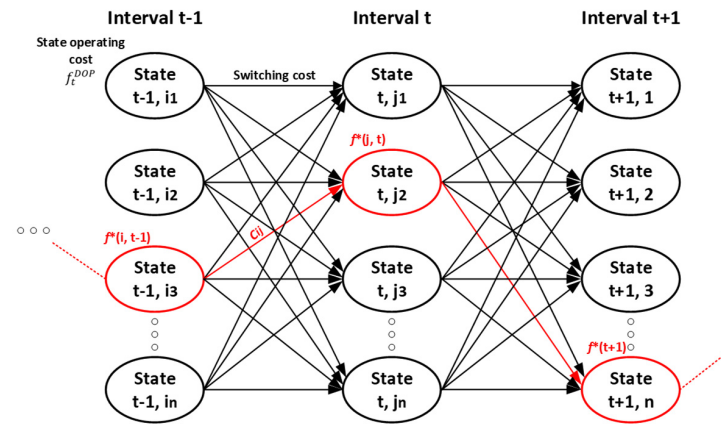 Interval t-1
Interval t
Interval t+1
State operating
cost
f_t^DOP
Switching cost
State
t-1, i1
State
t, j1
State
t+1, 1
f*(j, t)
State
t-1, i2
State
t, j2
State
t+1, 2
f*(i, t-1)
Cij
State
t-1, i3
State
t, j3
State
t+1, 3
f*(t+1)
State
t-1, in
State
t, jn
State
t+1, n